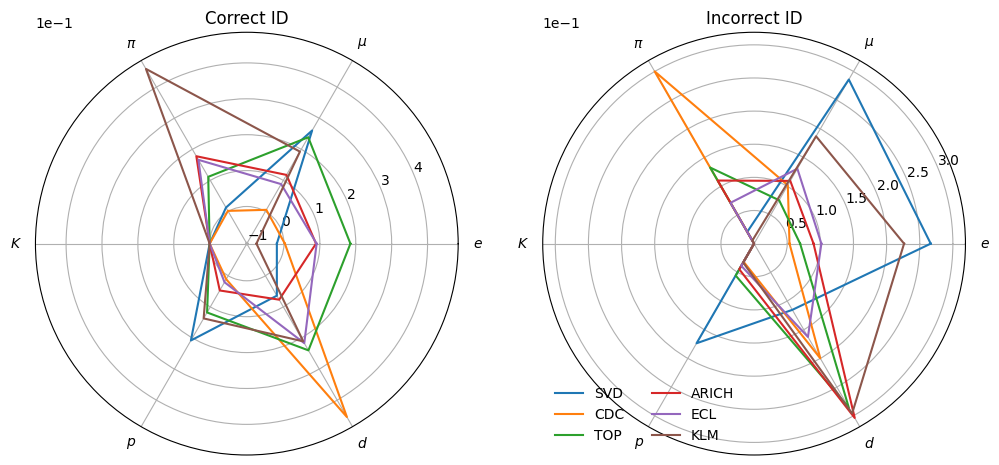 Correct ID
1e−1
π
μ
K
e
p
d
−1
0
1
2
3
4
Incorrect ID
1e−1
π
μ
K
e
p
d
0.5
1.0
1.5
2.0
2.5
3.0
SVD
CDC
TOP
ARICH
ECL
KLM